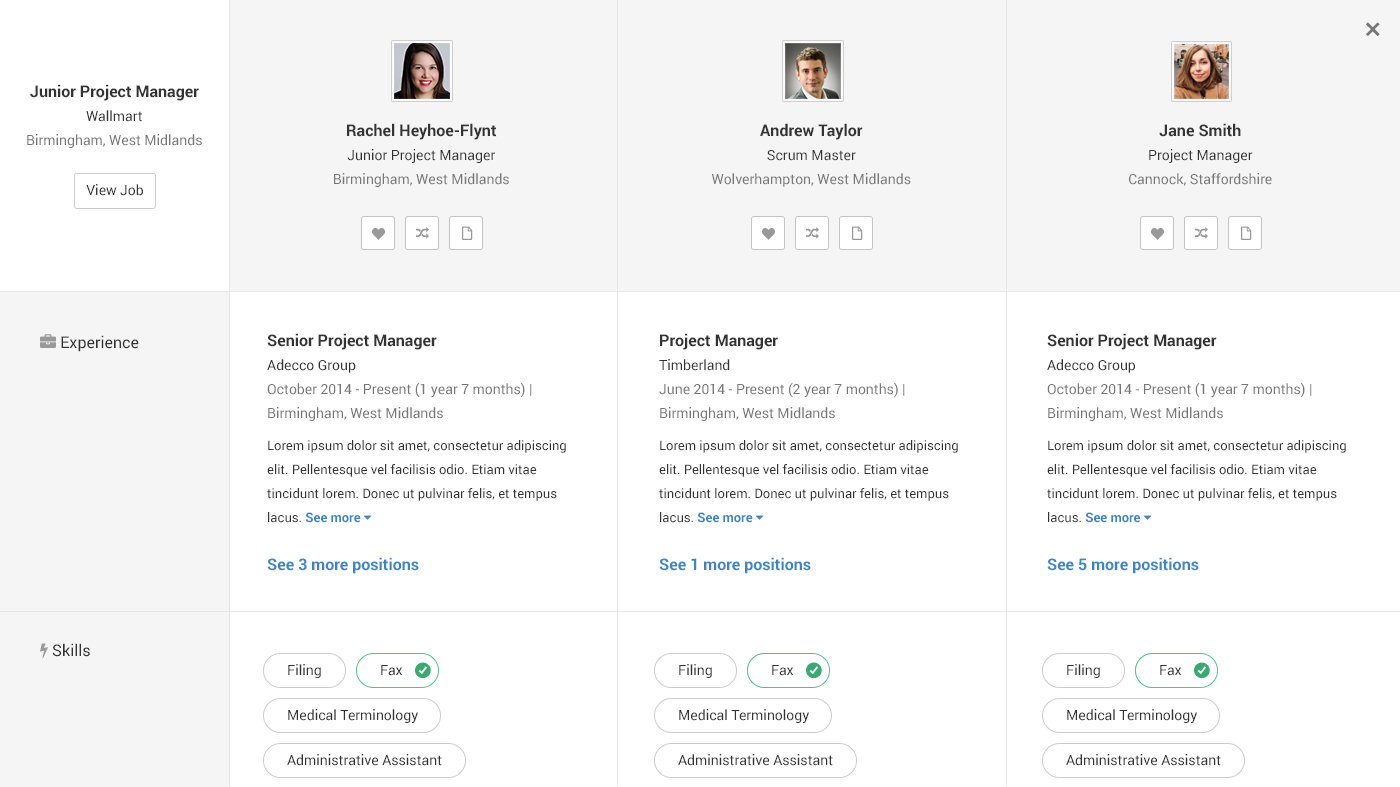 Junior Project Manager
Wallmart
Birmingham, West Midlands
View Job
Rachel Heyhoe-Flynt
Junior Project Manager
Birmingham, West Midlands
Andrew Taylor
Scrum Master
Wolverhampton, West Midlands
Jane Smith
Project Manager
Cannock, Staffordshire
Experience
Senior Project Manager
Adecco Group
October 2014 - Present (1 year 7 months) |
Birmingham, West Midlands
Lorem ipsum dolor sit amet, consectetur adipiscing
elit. Pellentesque vel facilisis odio. Etiam vitae
tincidunt lorem. Donec ut pulvinar felis, et tempus
lacus. See more
See 3 more positions
Project Manager
Timberland
June 2014 - Present (2 year 7 months) |
Birmingham, West Midlands
Lorem ipsum dolor sit amet, consectetur adipiscing
elit. Pellentesque vel facilisis odio. Etiam vitae
tincidunt lorem. Donec ut pulvinar felis, et tempus
lacus. See more
See 1 more positions
Senior Project Manager
Adecco Group
October 2014 - Present (1 year 7 months) |
Birmingham, West Midlands
Lorem ipsum dolor sit amet, consectetur adipiscing
elit. Pellentesque vel facilisis odio. Etiam vitae
tincidunt lorem. Donec ut pulvinar felis, et tempus
lacus. See more
See 5 more positions
Skills
Filing
Fax
Medical Terminology
Administrative Assistant
Filing
Fax
Medical Terminology
Administrative Assistant
Filing
Fax
Medical Terminology
Administrative Assistant